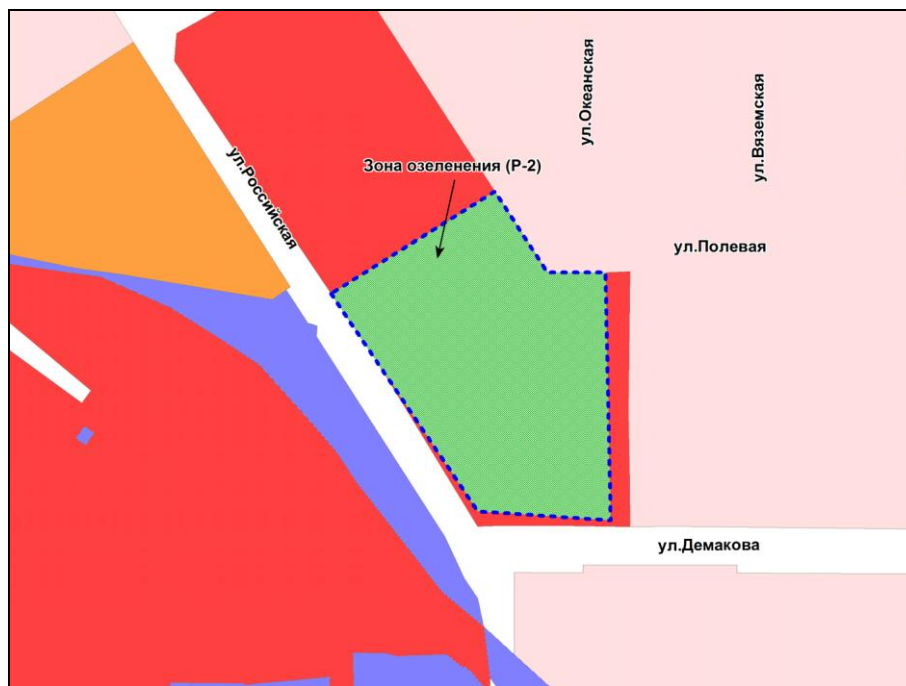 ул.Океанская
ул.Вяземская
ул.Российская
Зона озеленения (Р-2)
ул.Полевая
ул.Демакова